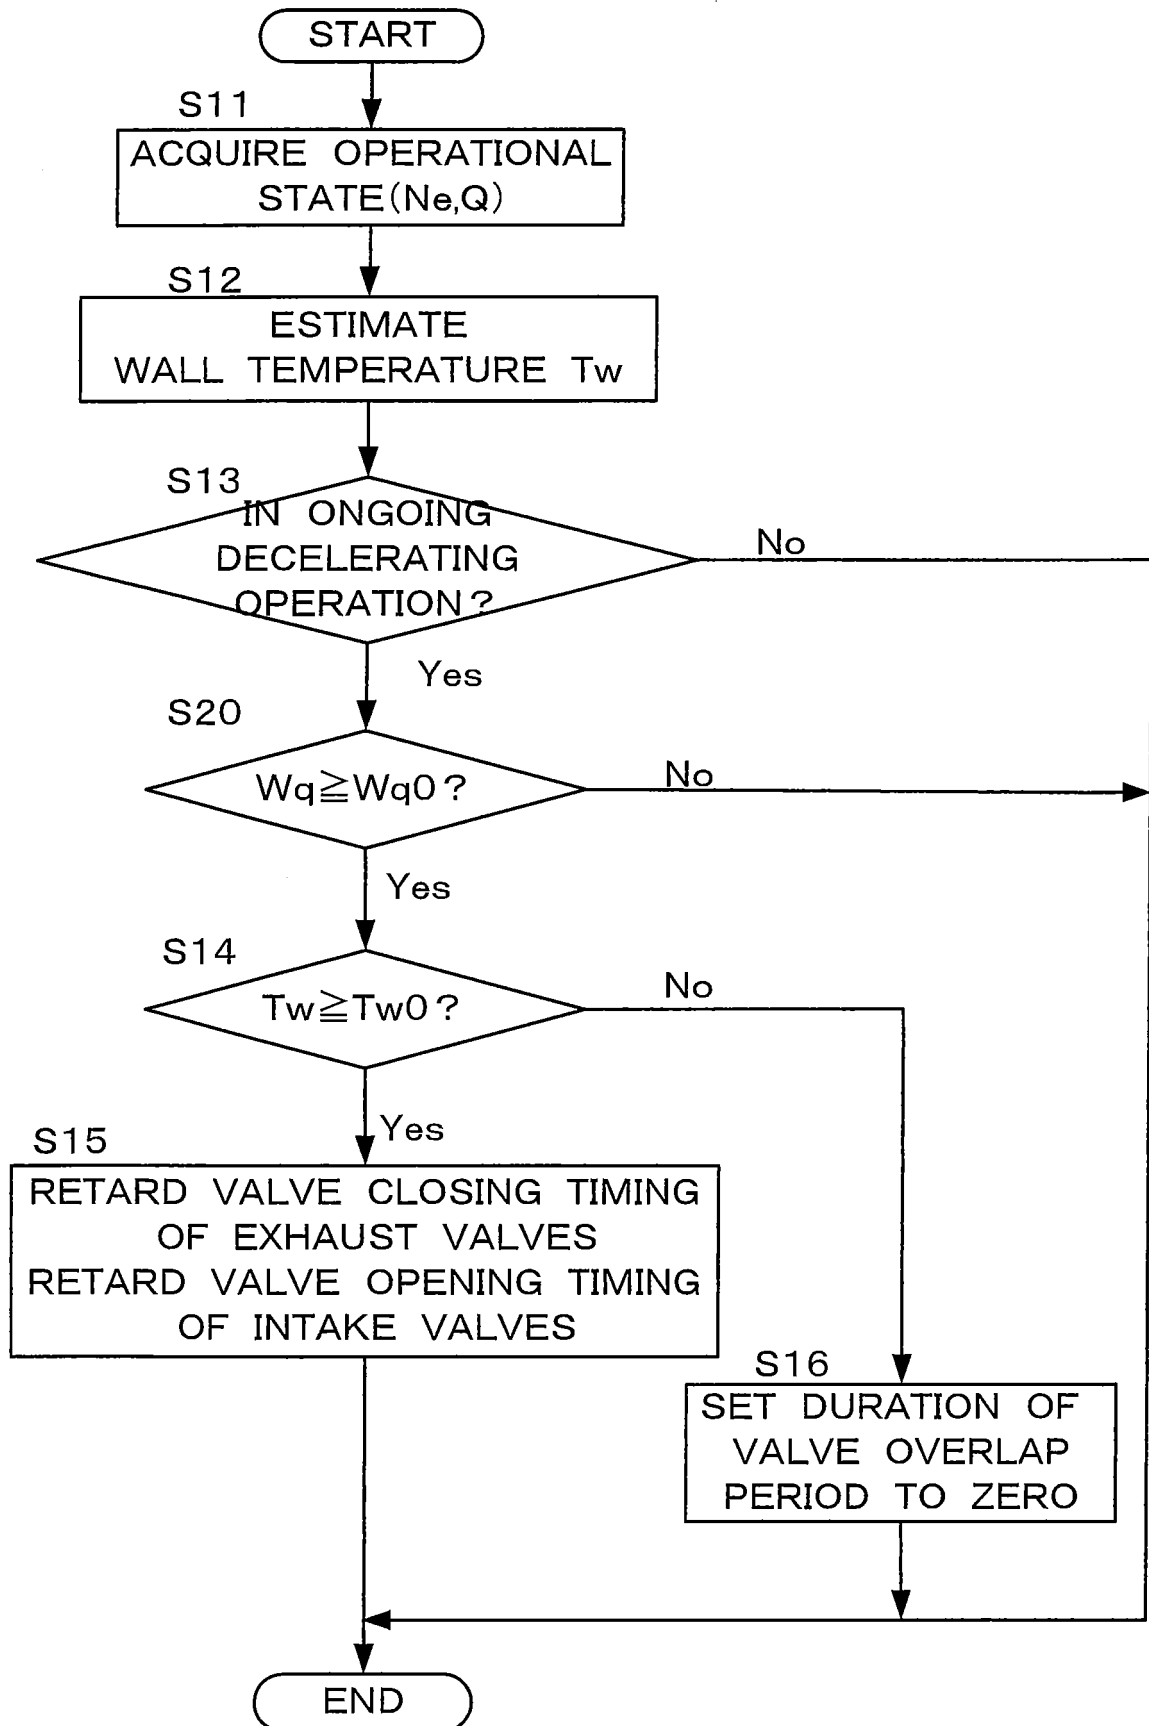 START
S11
ACQUIRE OPERATIONAL
STATE(Ne,Q)
S12
ESTIMATE
WALL TEMPERATURE Tw
S13
IN ONGOING
DECELERATING
OPERATION?
No
Yes
S20
Wq≧Wq0?
No
Yes
S14
Tw≧Tw0?
No
Yes
S15
RETARD VALVE CLOSING TIMING
OF EXHAUST VALVES
RETARD VALVE OPENING TIMING
OF INTAKE VALVES
S16
SET DURATION OF
VALVE OVERLAP
PERIOD TO ZERO
END